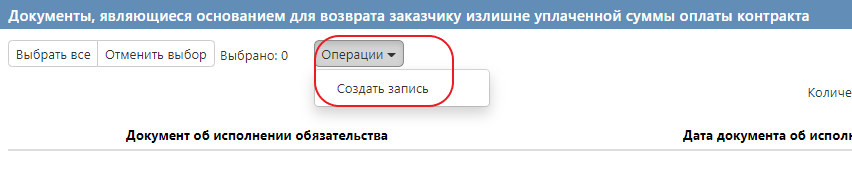 Документы, являющиеся основанием для возврата заказчику излишне уплаченной суммы оплаты контракта
Выбрать все Отменить выбор Выбрано: 0 Операции
Создать запись
Количе
Документ об исполнении обязательства Дата документа об исполн